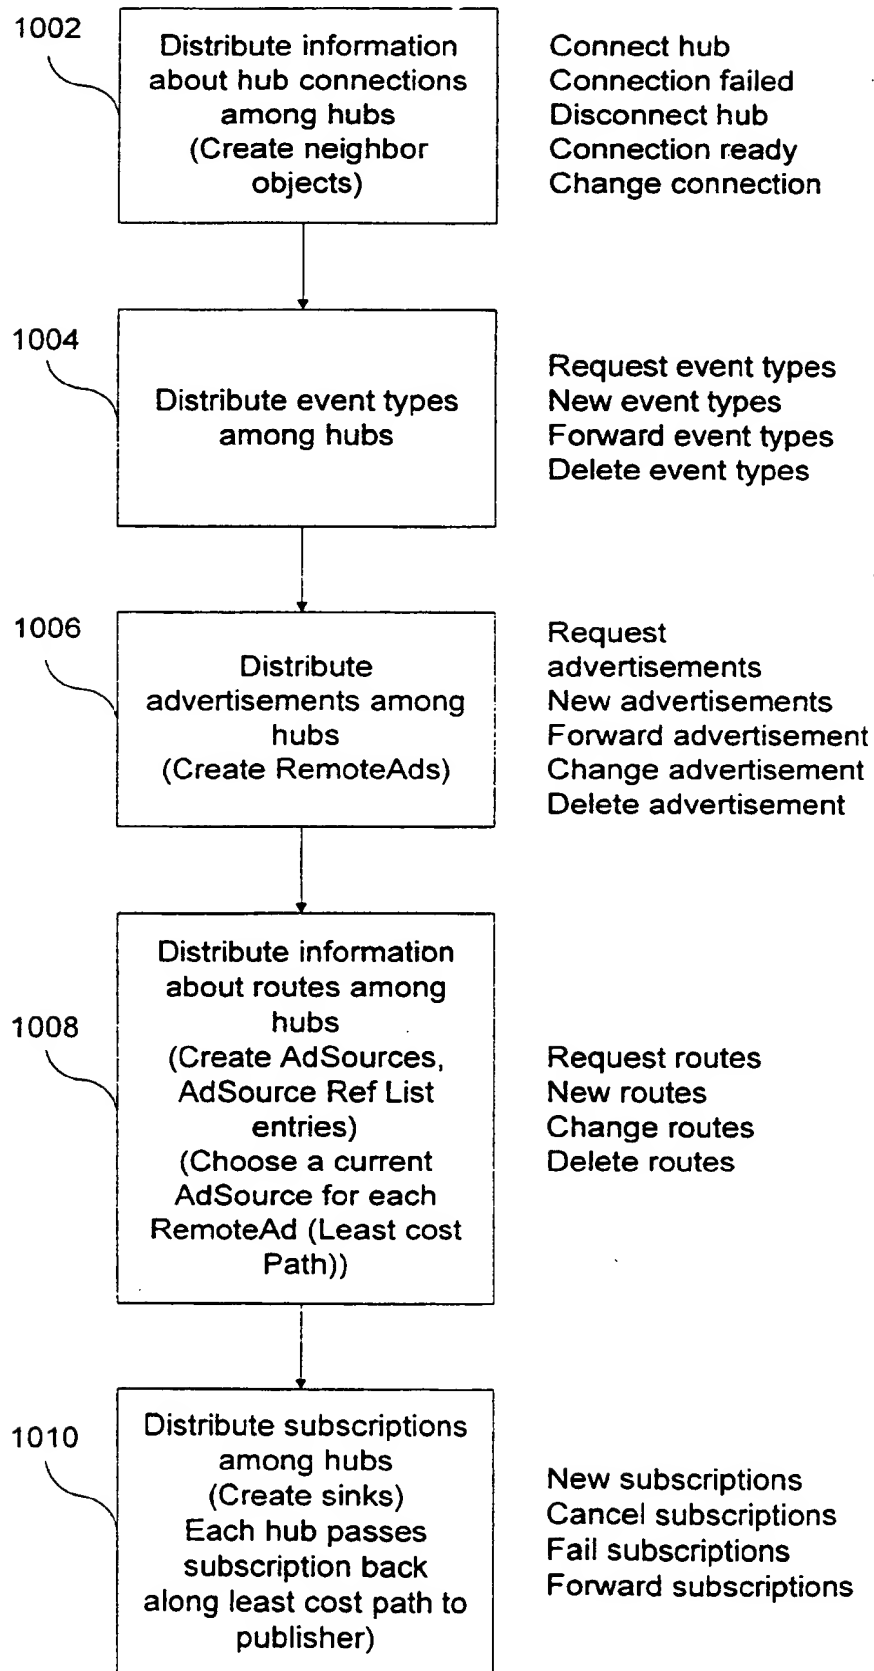 1002
Distribute information
about hub connections
among hubs
(Create neighbor
objects)
Connect hub
Connection failed
Disconnect hub
Connection ready
Change connection
1004
Distribute event types
among hubs
Request event types
New event types
Forward event types
Delete event types
1006
Distribute
advertisements among
hubs
(Create RemoteAds)
Request
advertisements
New advertisements
Forward advertisement
Change advertisement
Delete advertisement
1008
Distribute information
about routes among
hubs
(Create AdSources,
AdSource Ref List
entries)
(Choose a current
AdSource for each
RemoteAd (Least cost
Path))
Request routes
New routes
Change routes
Delete routes
1010
Distribute subscriptions
among hubs
(Create sinks)
Each hub passes
subscription back
along least cost path to
publisher)
New subscriptions
Cancel subscriptions
Fail subscriptions
Forward subscriptions